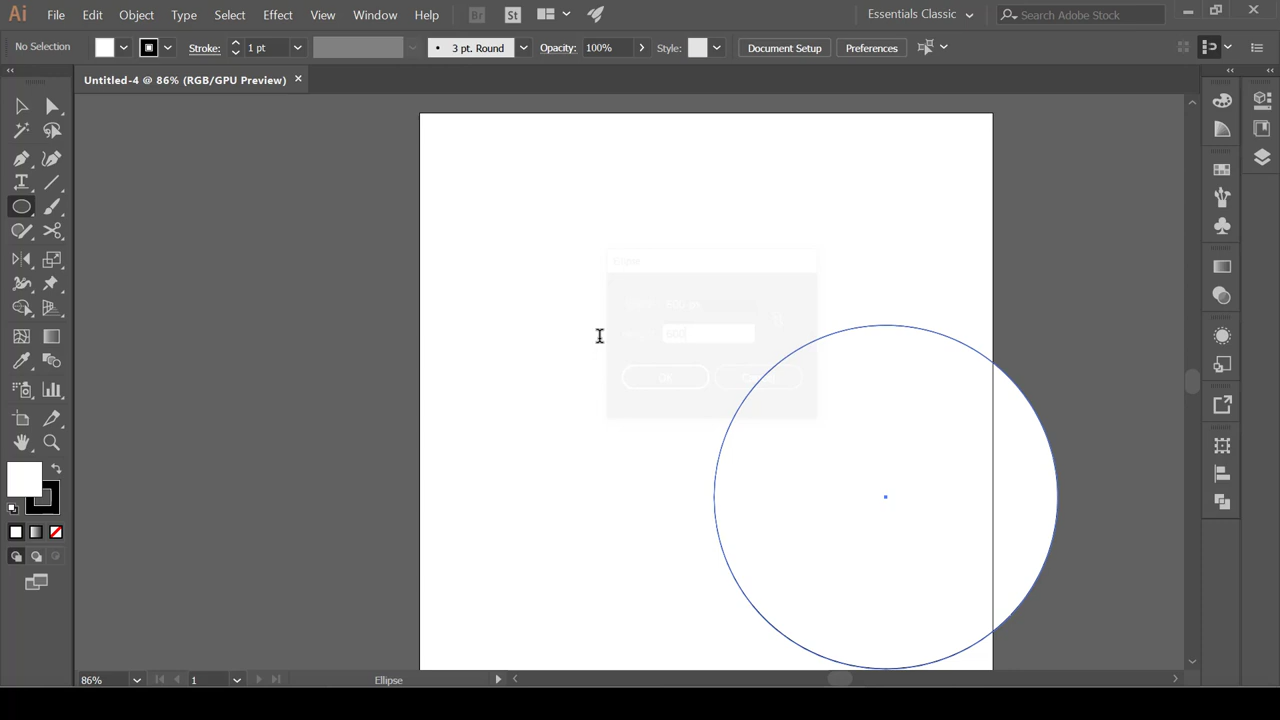 Ai File Edit Object Type Select Effect View Window Help Br St Essentials Classic Search Adobe Stock
No Selection Stroke: 1 pt 3 pt. Round Opacity: 100% Style: Document Setup Preferences
Untitled-4 @ 86% (RGB/GPU Preview)
Ellipse
OK
86% 1 Ellipse